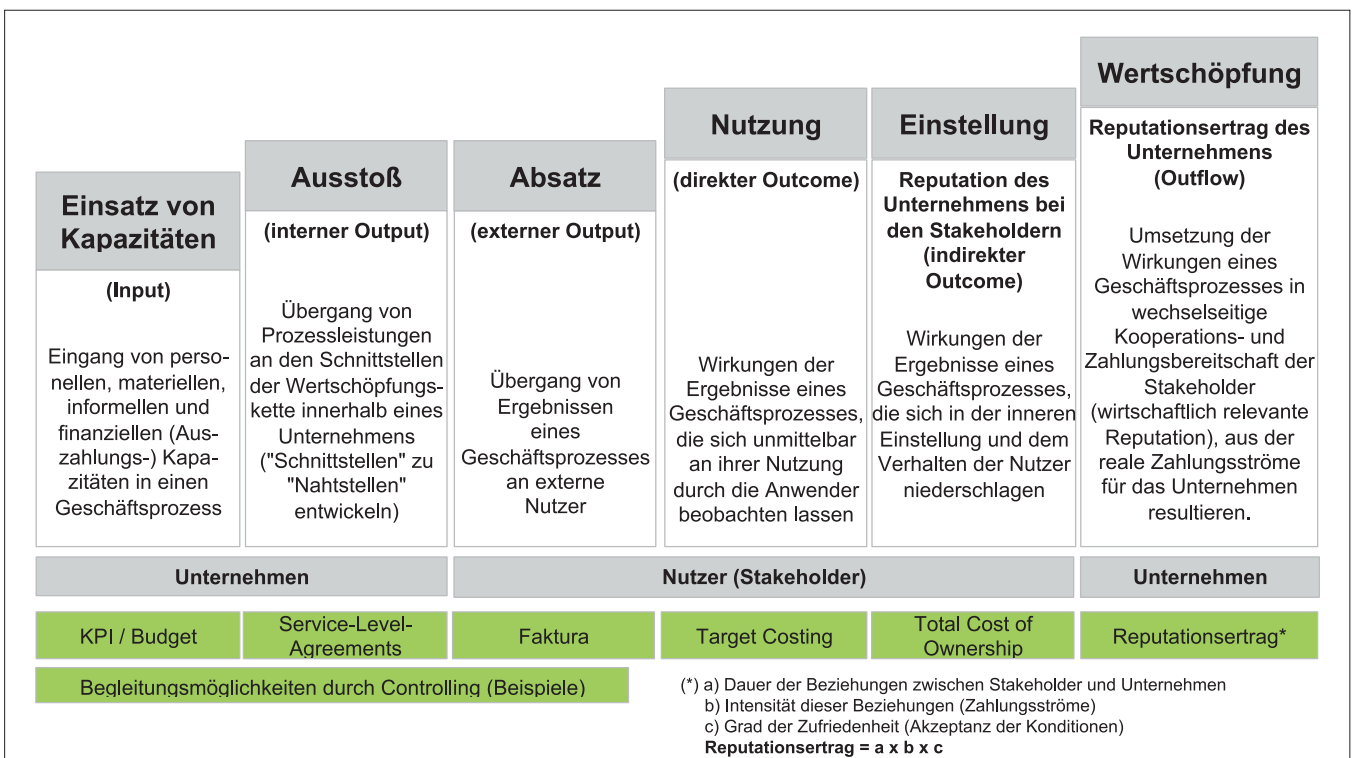 Einsatz von
Kapazitäten
(Input)
Eingang von perso-
nellen, materiellen,
informellen und
finanziellen (Aus-
zahlungs-) Kapa-
zitäten in einen
Geschäftsprozess
Ausstoß
(interner Output)
Übergang von
Prozessleistungen
an den Schnittstellen
der Wertschöpfungs-
kette innerhalb eines
Unternehmens
("Schnittstellen" zu
"Nahtstellen"
entwickeln)
Absatz
(externer Output)
Übergang von
Ergebnissen
eines
Geschäftsprozesses
an externe
Nutzer
Nutzung
(direkter Outcome)
Wirkungen der
Ergebnisse eines
Geschäftsprozesses,
die sich unmittelbar
an ihrer Nutzung
durch die Anwender
beobachten lassen
Einstellung
Reputation des
Unternehmens bei
den Stakeholdern
(indirekter
Outcome)
Wirkungen der
Ergebnisse eines
Geschäftsprozesses,
die sich in der inneren
Einstellung und dem
Verhalten der Nutzer
niederschlagen
Wertschöpfung
Reputationsertrag des
Unternehmens
(Outflow)
Umsetzung der
Wirkungen eines
Geschäftsprozesses in
wechselseitige
Kooperations- und
Zahlungsbereitschaft der
Stakeholder
(wirtschaftlich relevante
Reputation), aus der
reale Zahlungsströme
für das Unternehmen
resultieren.
Unternehmen
Nutzer (Stakeholder)
Unternehmen
KPI / Budget
Service-Level-
Agreements
Faktura
Target Costing
Total Cost of
Ownership
Reputationsertrag*
Begleitungsmöglichkeiten durch Controlling (Beispiele)
(*) a) Dauer der Beziehungen zwischen Stakeholder und Unternehmen
b) Intensität dieser Beziehungen (Zahlungsströme)
c) Grad der Zufriedenheit (Akzeptanz der Konditionen)
Reputationsertrag = a x b x c